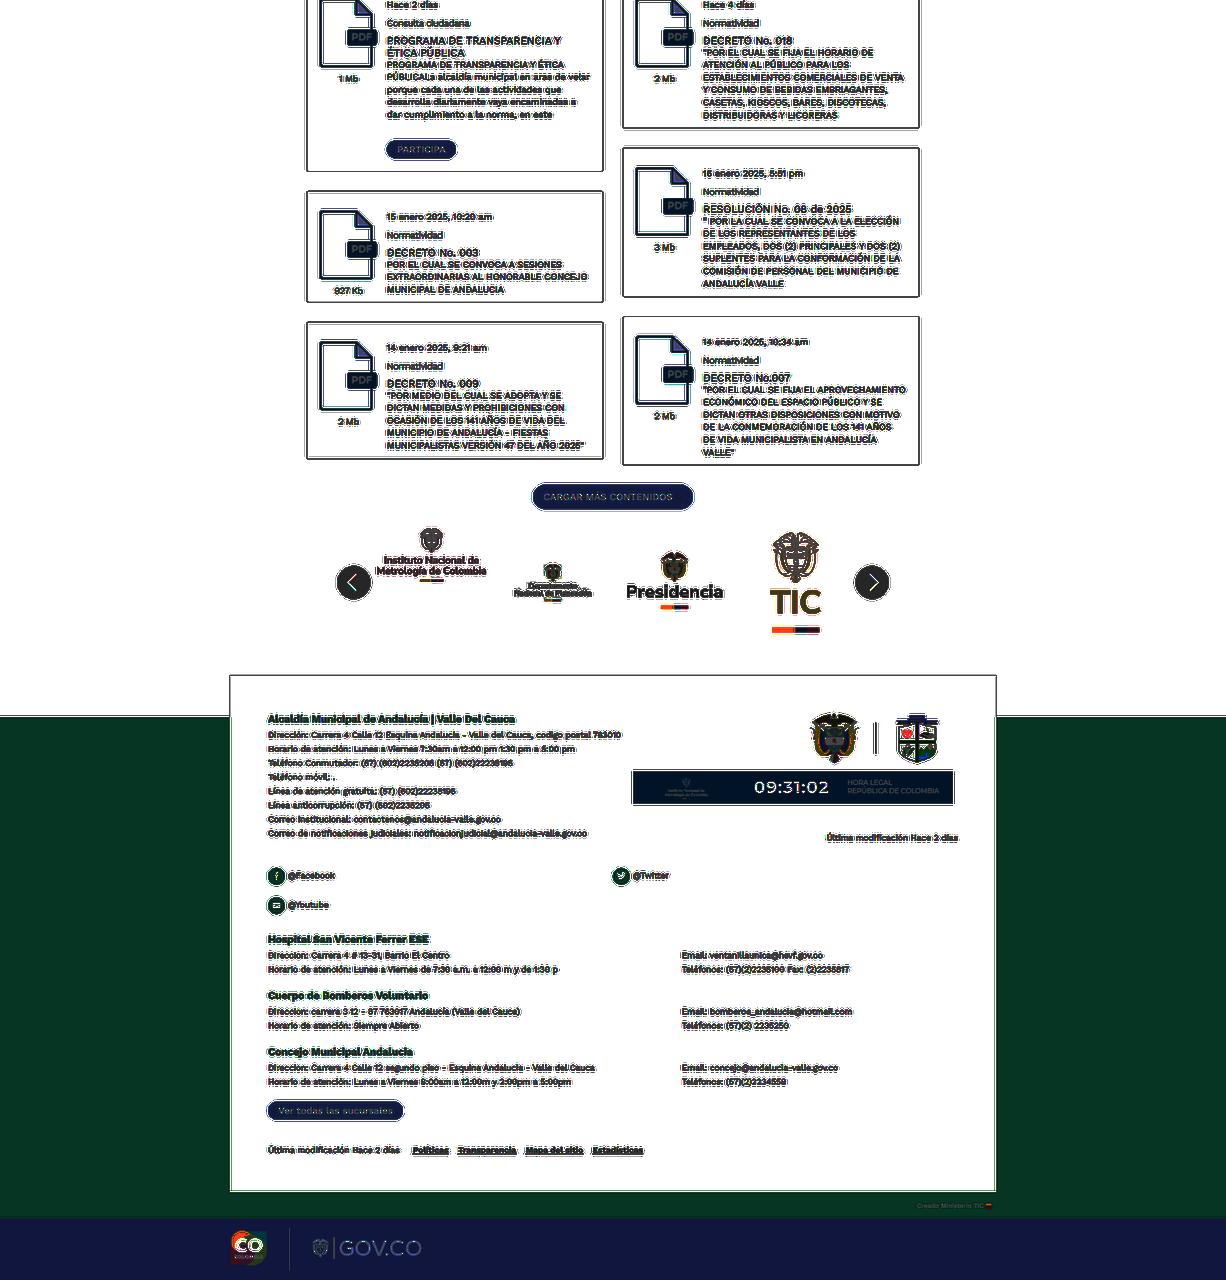 Hace 2 días
Consulta ciudadana
PROGRAMA DE TRANSPARENCIA Y
ÉTICA PÚBLICA
PROGRAMA DE TRANSPARENCIA Y ÉTICA
PÚBLICALa alcaldía municipal en aras de velar
porque cada una de las actividades que
desarrolla diariamente vaya encaminadas a
dar cumplimiento a la norma, en este
PDF
1 Mb
PARTICIPA
Hace 4 días
Normatividad
DECRETO No. 018
"POR EL CUAL SE FIJA EL HORARIO DE
ATENCIÓN AL PÚBLICO PARA LOS
ESTABLECIMIENTOS COMERCIALES DE VENTA
Y CONSUMO DE BEBIDAS EMBRIAGANTES,
CASETAS, KIOSCOS, BARES, DISCOTECAS,
DISTRIBUIDORAS Y LICORERAS
PDF
2 Mb
15 enero 2025, 10:20 am
Normatividad
DECRETO No. 003
POR EL CUAL SE CONVOCA A SESIONES
EXTRAORDINARIAS AL HONORABLE CONCEJO
MUNICIPAL DE ANDALUCIA
PDF
827 Kb
15 enero 2025, 5:51 pm
Normatividad
RESOLUCIÓN No. 08 de 2025
" POR LA CUAL SE CONVOCA A LA ELECCIÓN
DE LOS REPRESENTANTES DE LOS
EMPLEADOS, DOS (2) PRINCIPALES Y DOS (2)
SUPLENTES PARA LA CONFORMACIÓN DE LA
COMISIÓN DE PERSONAL DEL MUNICIPIO DE
ANDALUCÍA VALLE
PDF
3 Mb
14 enero 2025, 9:21 am
Normatividad
DECRETO No. 009
"POR MEDIO DEL CUAL SE ADOPTA Y SE
DICTAN MEDIDAS Y PROHIBICIONES CON
OCASIÓN DE LOS 141 AÑOS DE VIDA DEL
MUNICIPIO DE ANDALUCÍA - FIESTAS
MUNICIPALISTAS VERSIÓN 47 DEL AÑO 2025"
PDF
2 Mb
14 enero 2025, 10:34 am
Normatividad
DECRETO No.007
"POR EL CUAL SE FIJA EL APROVECHAMIENTO
ECONÓMICO DEL ESPACIO PÚBLICO Y SE
DICTAN OTRAS DISPOSICIONES CON MOTIVO
DE LA CONMEMORACIÓN DE LOS 141 AÑOS
DE VIDA MUNICIPALISTA EN ANDALUCÍA
VALLE"
PDF
2 Mb
CARGAR MÁS CONTENIDOS
Instituto Nacional de
Metrología de Colombia
Departamento
Nacional de Planeación
Presidencia
TIC
Alcaldía Municipal de Andalucía | Valle Del Cauca
Dirección: Carrera 4 Calle 12 Esquina Andalucía - Valle del Cauca, codigo postal 763010
Horario de atención: Lunes a Viernes 7:30am a 12:00 pm 1:30 pm a 5:00 pm
Teléfono Conmutador: (57) (602)2235206 (57) (602)2235195
Teléfono móvil: .
Línea de atención gratuita: (57) (602)2235195
Línea anticorrupción: (57) (602)2235206
Correo institucional: contactenos@andalucia-valle.gov.co
Correo de notificaciones judiciales: notificacionjudicial@andalucia-valle.gov.co
Instituto Nacional de
Metrología de Colombia
09:31:02
HORA LEGAL
REPÚBLICA DE COLOMBIA
Última modificación Hace 2 días
@Facebook
@Twitter
@Youtube
Hospital San Vicente Ferrer ESE
Direccion: Carrera 4 # 13-31, Barrio El Centro
Horario de atención: Lunes a Viernes de 7:30 a.m. a 12:00 m y de 1:30 p
Email: ventanillaunica@hsvf.gov.co
Teléfonos: (57)(2)2235100 Fax: (2)2235817
Cuerpo de Bomberos Voluntario
Direccion: carrera 3 12 - 67 763017 Andalucía (Valle del Cauca)
Horario de atención: Siempre Abierto
Email: bomberos_andalucia@hotmail.com
Teléfonos: (57)(2) 2235250
Concejo Municipal Andalucía
Direccion: Carrera 4 Calle 12 segundo piso - Esquina Andalucía - Valle del Cauca
Horario de atención: Lunes a Viernes 8:00am a 12:00m y 2:00pm a 5:00pm
Email: concejo@andalucia-valle.gov.co
Teléfonos: (57)(2)2234559
Ver todas las sucursales
Última modificación Hace 2 días Políticas Transparencia Mapa del sitio Estadísticas
Creado Ministerio TIC
CO
COLOMBIA
GOV.CO